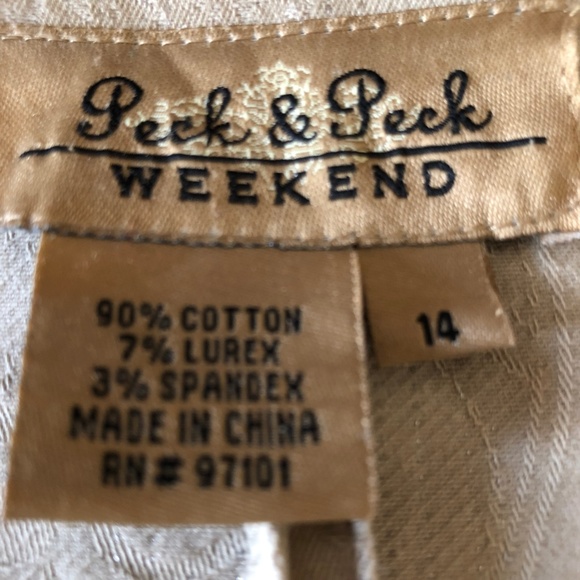 Peck & Peck
WEEKEND
90% COTTON
7% LUREX
3% SPANDEX
MADE IN CHINA
RN# 97101
14